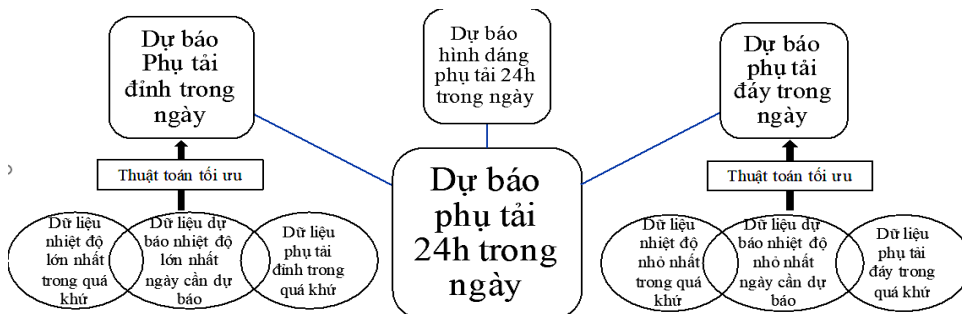 Dự báo
Phụ tải
đỉnh trong
ngày
Dự báo
hình dáng
phụ tải 24h
trong ngày
Dự báo
phụ tải
đáy trong
ngày
Thuật toán tối ưu
Dự báo
phụ tải
24h trong
ngày
Thuật toán tối ưu
Dữ liệu
nhiệt độ
lớn nhất
trong quá
khứ
Dữ liệu dự
báo nhiệt độ
lớn nhất
ngày cần dự
báo
Dữ liệu
phụ tải
đỉnh trong
quá khứ
Dữ liệu
nhiệt độ
nhỏ nhất
trong quá
khứ
Dữ liệu dự
báo nhiệt độ
nhỏ nhất
ngày cần dự
báo
Dữ liệu
phụ tải
đáy trong
quá khứ